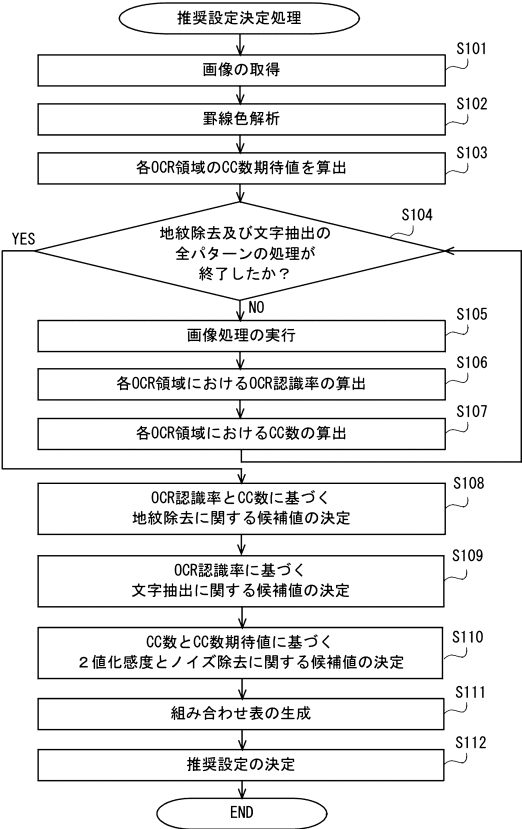 推奨設定決定処理
S101
画像の取得
S102
罫線色解析
S103
各OCR領域のCC数期待値を算出
S104
YES
地紋除去及び文字抽出の
全パターンの処理が
終了したか?
NO
S105
画像処理の実行
S106
各OCR領域におけるOCR認識率の算出
S107
各OCR領域におけるCC数の算出
S108
OCR認識率とCC数に基づく
地紋除去に関する候補値の決定
S109
OCR認識率に基づく
文字抽出に関する候補値の決定
S110
CC数とCC数期待値に基づく
2値化感度とノイズ除去に関する候補値の決定
S111
組み合わせ表の生成
S112
推奨設定の決定
END